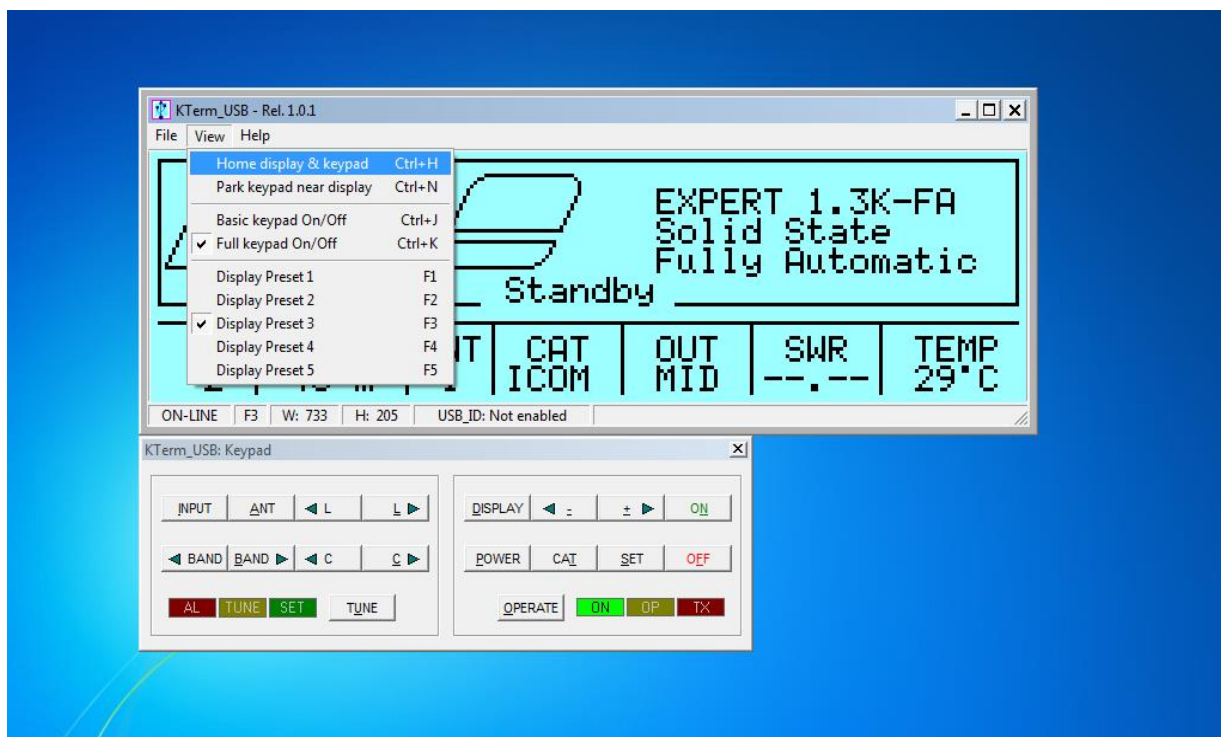 KTerm_USB - Rel. 1.0.1
File View Help
Home display & keypad Ctrl+H
Park keypad near display Ctrl+N
Basic keypad On/Off Ctrl+J
Full keypad On/Off Ctrl+K
Display Preset 1 F1
Display Preset 2 F2
Display Preset 3 F3
Display Preset 4 F4
Display Preset 5 F5
EXPERT 1.3K-FA
Solid State
Fully Automatic
Standby
CAT OUT SWR TEMP
ICOM MID --.-- 29°C
ON-LINE F3 W: 733 H: 205 USB_ID: Not enabled
KTerm_USB: Keypad
INPUT ANT L L DISPLAY - + ON
BAND BAND C C POWER CAT SET OFF
AL TUNE SET TUNE OPERATE ON OP TX